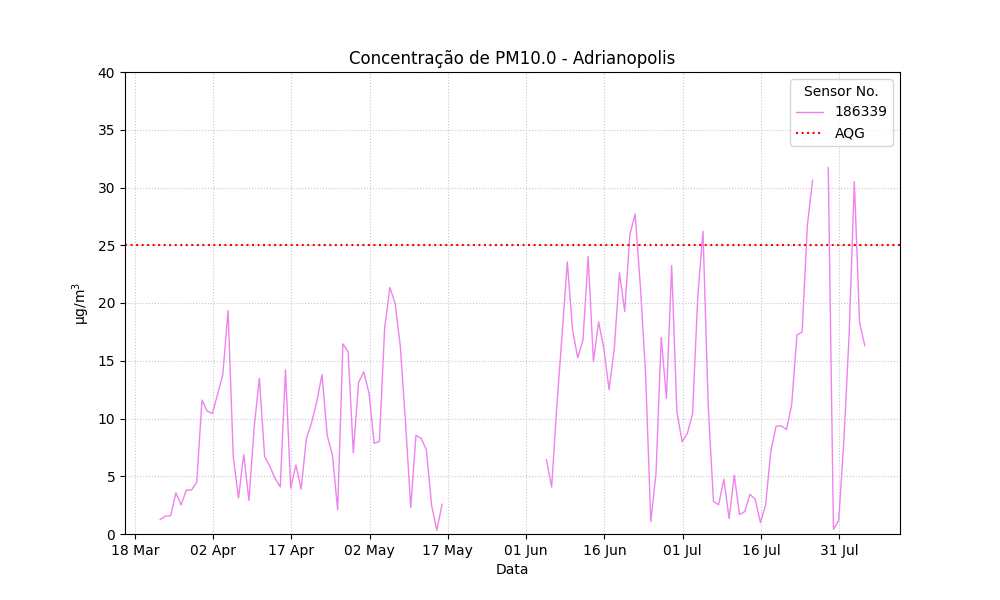 Concentração de PM10.0 - Adrianopolis
40
35
30
25
20
15
10
5
0
µg/m³
Sensor No.
186339
AQG
18 Mar
02 Apr
17 Apr
02 May
17 May
01 Jun
16 Jun
01 Jul
16 Jul
31 Jul
Data